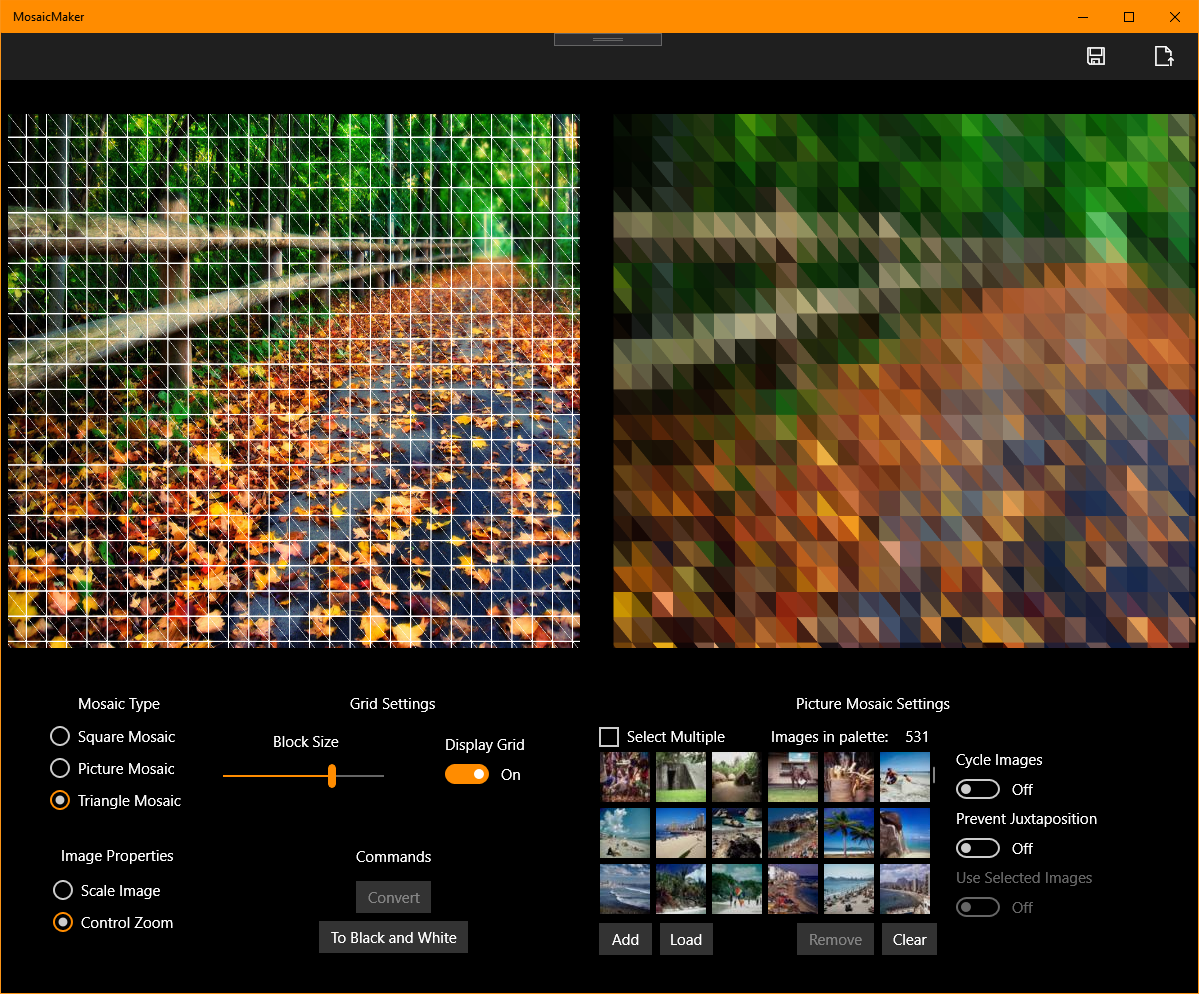 MosaicMaker
Mosaic Type
Square Mosaic
Picture Mosaic
Triangle Mosaic
Image Properties
Scale Image
Control Zoom
Grid Settings
Block Size
Display Grid
On
Commands
Convert
To Black and White
Picture Mosaic Settings
Select Multiple
Images in palette: 531
Cycle Images
Off
Prevent Juxtaposition
Off
Use Selected Images
Off
Add
Load
Remove
Clear